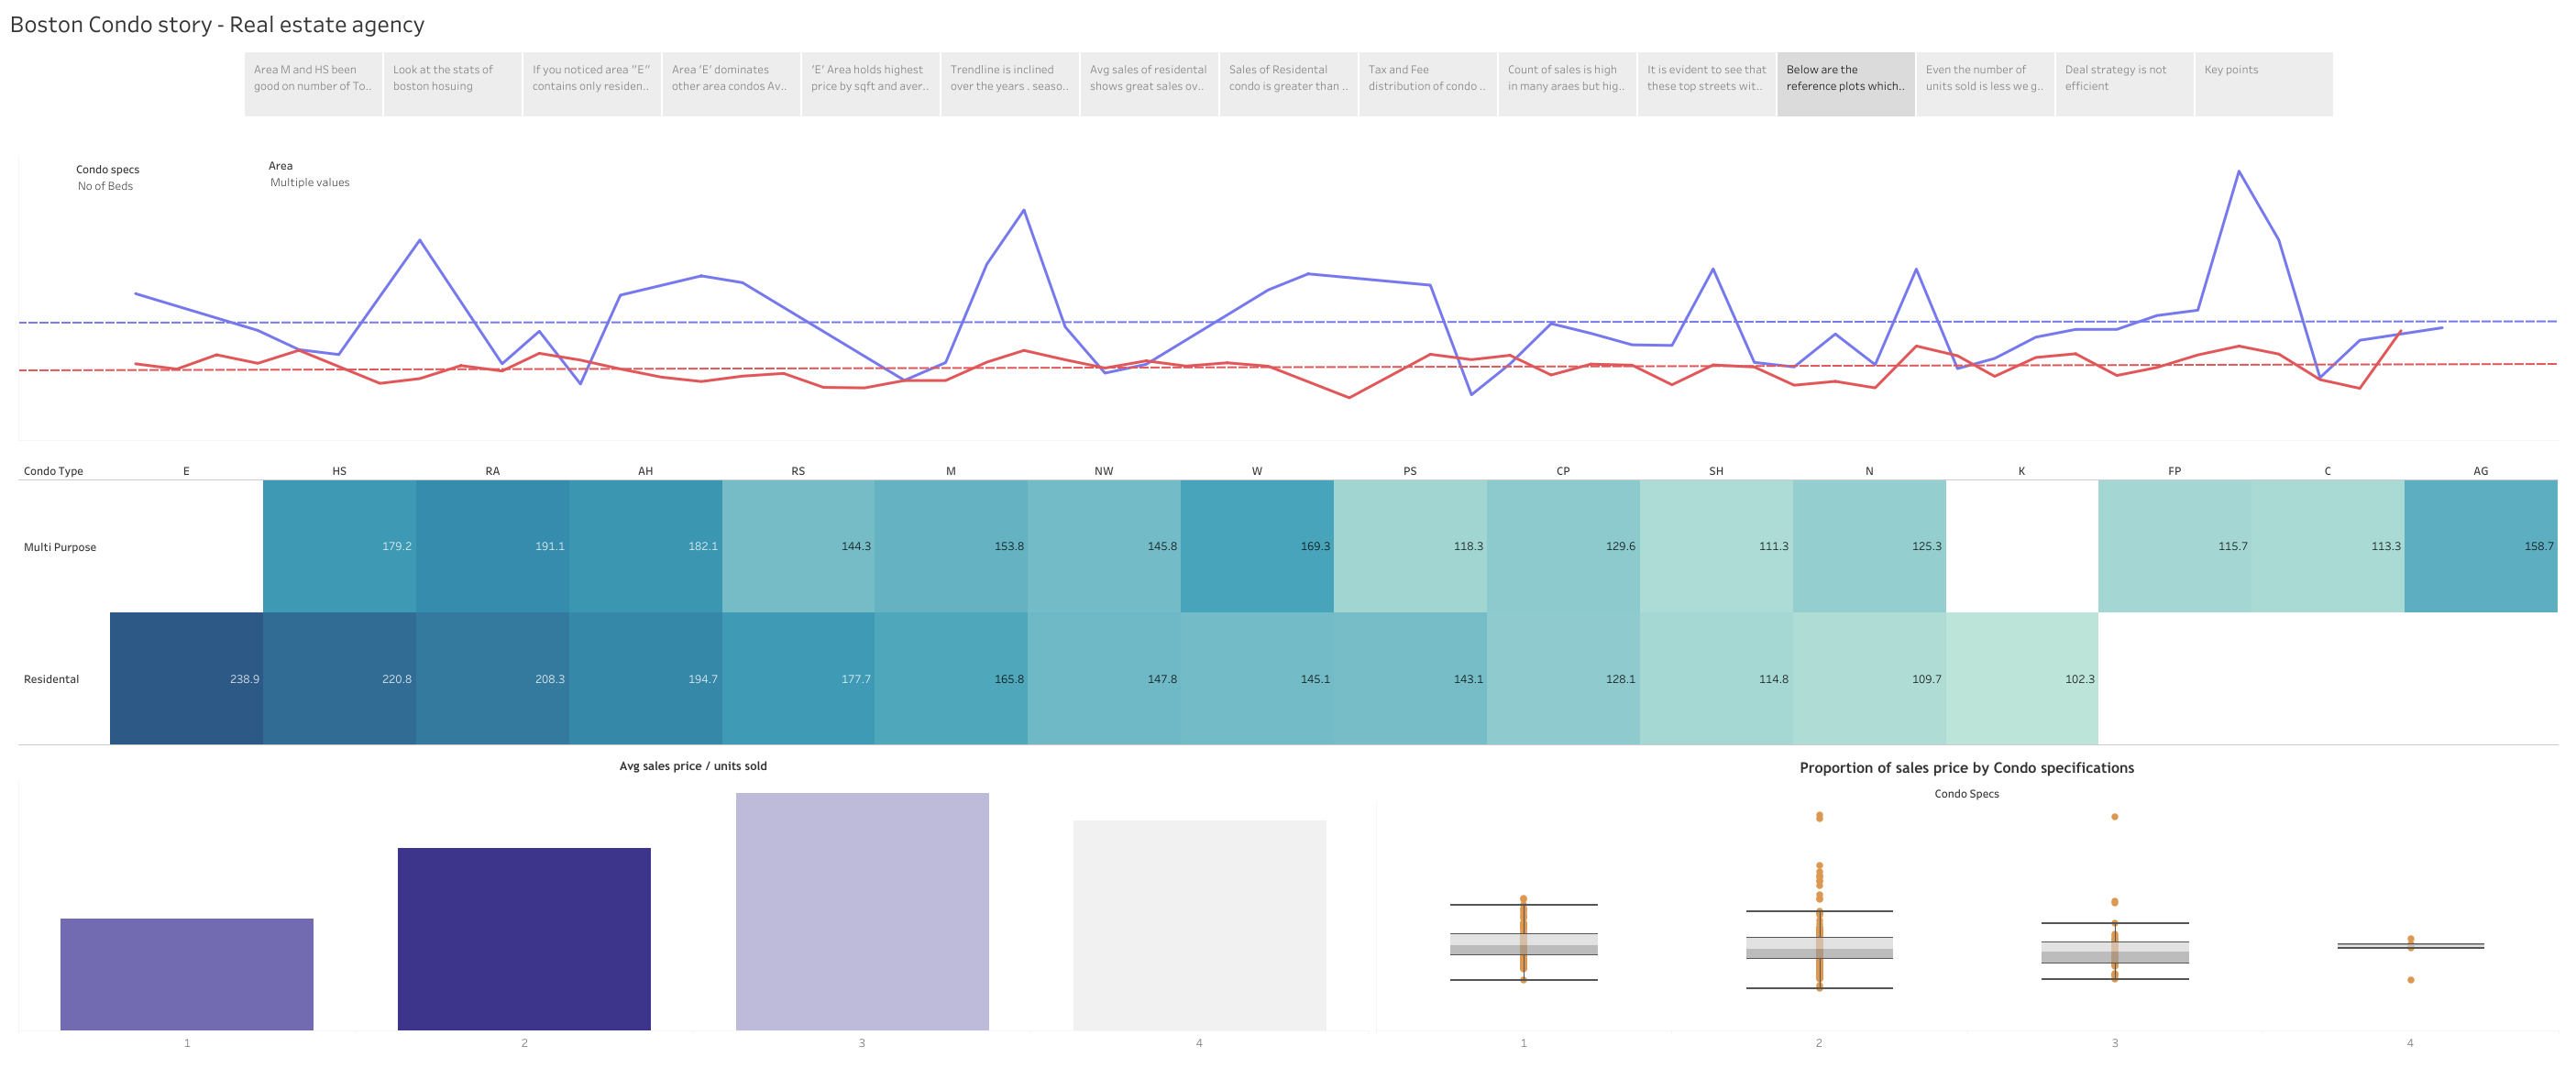 Boston Condo story - Real estate agency
Area M and HS been
good on number of To..
Look at the stats of
boston hosuing
If you noticed area "E"
contains only residen..
Area 'E' dominates
other area condos Av..
'E' Area holds highest
price by sqft and aver..
Trendline is inclined
over the years . seaso..
Avg sales of residental
shows great sales ov..
Sales of Residental
condo is greater than ..
Tax and Fee
distribution of condo ..
Count of sales is high
in many araes but hig..
It is evident to see that
these top streets wit..
Below are the
reference plots which..
Even the number of
units sold is less we g..
Deal strategy is not
efficient
Key points
Condo specs
No of Beds
Area
Multiple values
Condo Type E HS RA AH RS M NW W PS CP SH N K FP C AG
Multi Purpose 179.2 191.1 182.1 144.3 153.8 145.8 169.3 118.3 129.6 111.3 125.3 115.7 113.3 158.7
Residental 238.9 220.8 208.3 194.7 177.7 165.8 147.8 145.1 143.1 128.1 114.8 109.7 102.3
Avg sales price / units sold
1 2 3 4
Proportion of sales price by Condo specifications
Condo Specs
1 2 3 4